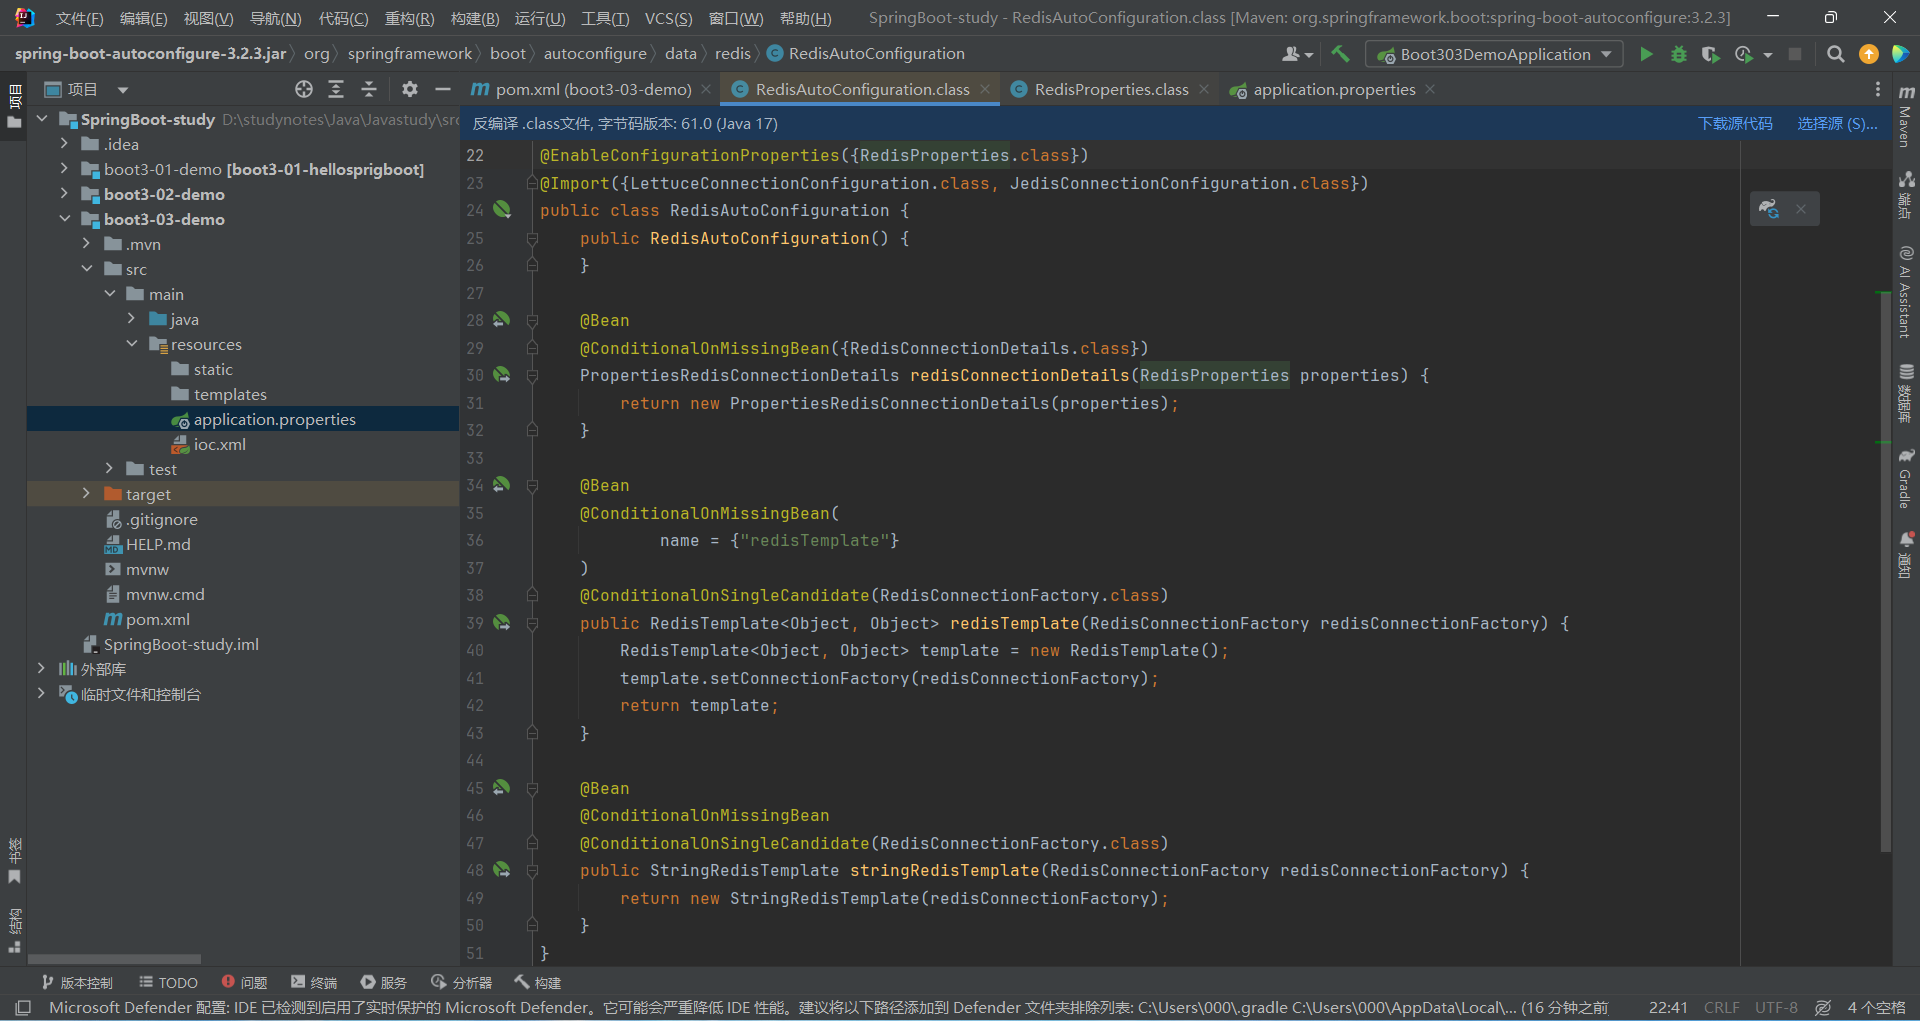 文件(F) 编辑(E) 视图(V) 导航(N) 代码(C) 重构(R) 构建(B) 运行(U) 工具(T) VCS(S) 窗口(W) 帮助(H) SpringBoot-study - RedisAutoConfiguration.class [Maven: org.springframework.boot:spring-boot-autoconfigure:3.2.3]
spring-boot-autoconfigure-3.2.3.jar org springframework boot autoconfigure data redis RedisAutoConfiguration Boot303DemoApplication
项目
pom.xml (boot3-03-demo) RedisAutoConfiguration.class RedisProperties.class application.properties
项目
SpringBoot-study D:\studynotes\Java\Javastudy\src
.idea
boot3-01-demo [boot3-01-hellosprigboot]
boot3-02-demo
boot3-03-demo
.mvn
src
main
java
resources
static
templates
application.properties
ioc.xml
test
target
.gitignore
HELP.md
mvnw
mvnw.cmd
pom.xml
SpringBoot-study.iml
外部库
临时文件和控制台
书签
结构
反编译 .class文件, 字节码版本: 61.0 (Java 17) 下载源代码 选择源 (S)...
22 @EnableConfigurationProperties({RedisProperties.class})
23 @Import({LettuceConnectionConfiguration.class, JedisConnectionConfiguration.class})
24 public class RedisAutoConfiguration {
25 public RedisAutoConfiguration() {
26 }
27
28 @Bean
29 @ConditionalOnMissingBean({RedisConnectionDetails.class})
30 PropertiesRedisConnectionDetails redisConnectionDetails(RedisProperties properties) {
31 return new PropertiesRedisConnectionDetails(properties);
32 }
33
34 @Bean
35 @ConditionalOnMissingBean(
36 name = {"redisTemplate"}
37 )
38 @ConditionalOnSingleCandidate(RedisConnectionFactory.class)
39 public RedisTemplate<Object, Object> redisTemplate(RedisConnectionFactory redisConnectionFactory) {
40 RedisTemplate<Object, Object> template = new RedisTemplate();
41 template.setConnectionFactory(redisConnectionFactory);
42 return template;
43 }
44
45 @Bean
46 @ConditionalOnMissingBean
47 @ConditionalOnSingleCandidate(RedisConnectionFactory.class)
48 public StringRedisTemplate stringRedisTemplate(RedisConnectionFactory redisConnectionFactory) {
49 return new StringRedisTemplate(redisConnectionFactory);
50 }
51 }
Maven
端点
AI Assistant
数据库
Gradle
通知
版本控制 TODO 问题 终端 服务 分析器 构建
Microsoft Defender 配置: IDE 已检测到启用了实时保护的 Microsoft Defender。它可能会严重降低 IDE 性能。建议将以下路径添加到 Defender 文件夹排除列表: C:\Users\000\.gradle C:\Users\000\AppData\Local\... (16 分钟之前 22:41 CRLF UTF-8 4 个空格